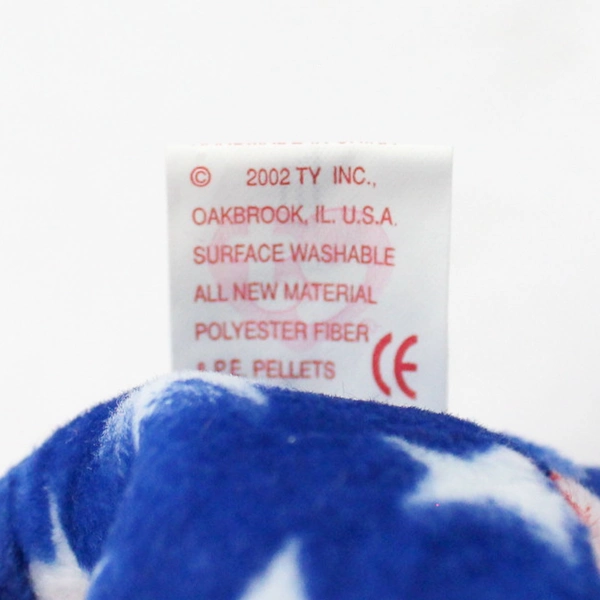 © 2002 TY INC.,
OAKBROOK, IL. U.S.A.
SURFACE WASHABLE
ALL NEW MATERIAL
POLYESTER FIBER
& P.E. PELLETS
CE